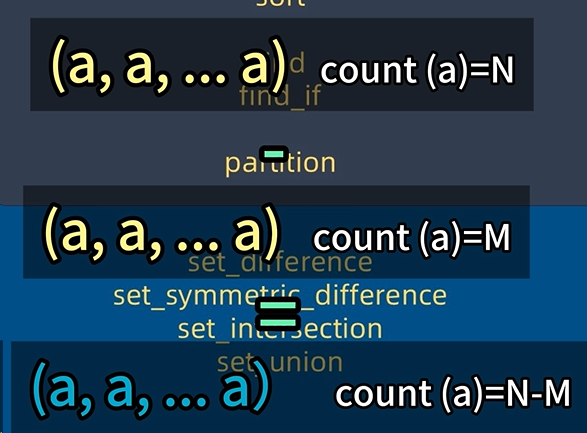 sort
(a, a, ... a) count (a)=N
find
find_if
-
partition
(a, a, ... a) count (a)=M
set_difference
set_symmetric_difference
=
set_intersection
set_union
(a, a, ... a) count (a)=N-M